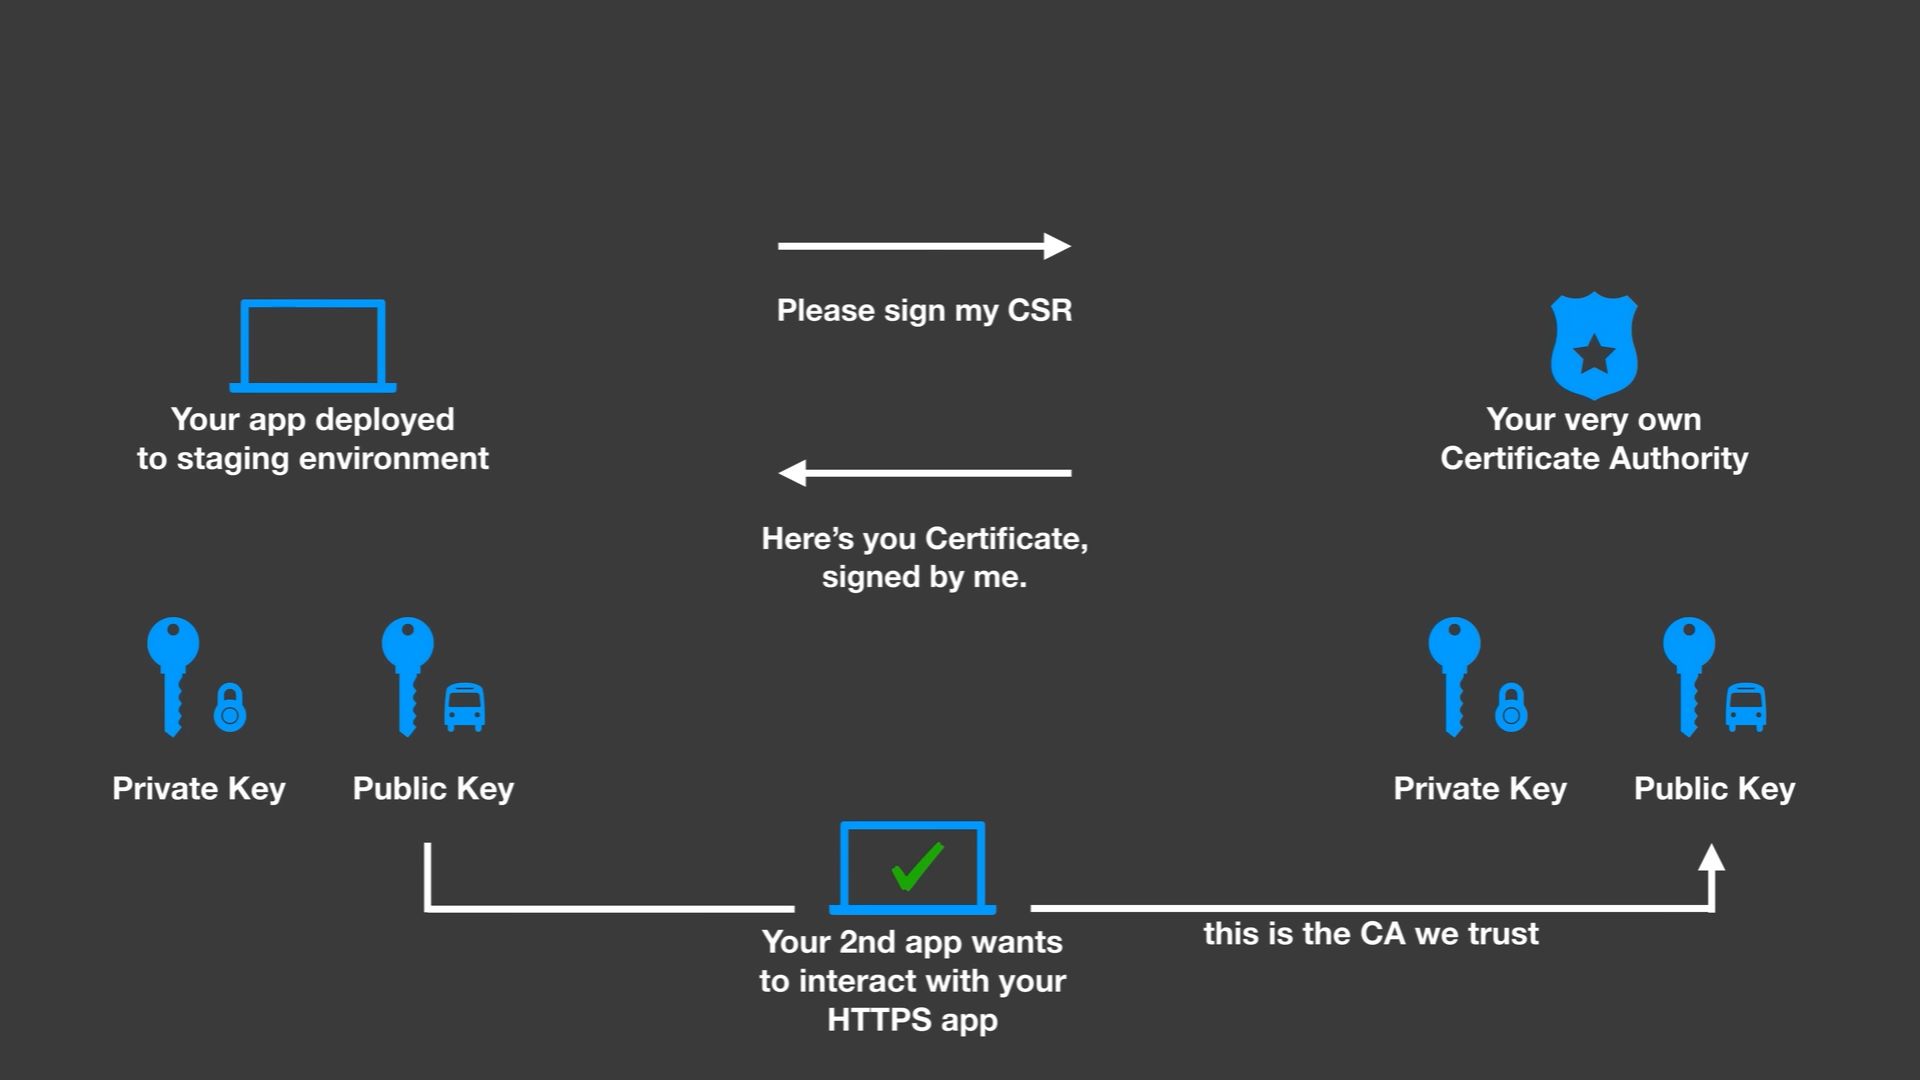 Please sign my CSR
Your app deployed
to staging environment
Your very own
Certificate Authority
Here’s you Certificate,
signed by me.
Private Key
Public Key
Private Key
Public Key
this is the CA we trust
Your 2nd app wants
to interact with your
HTTPS app